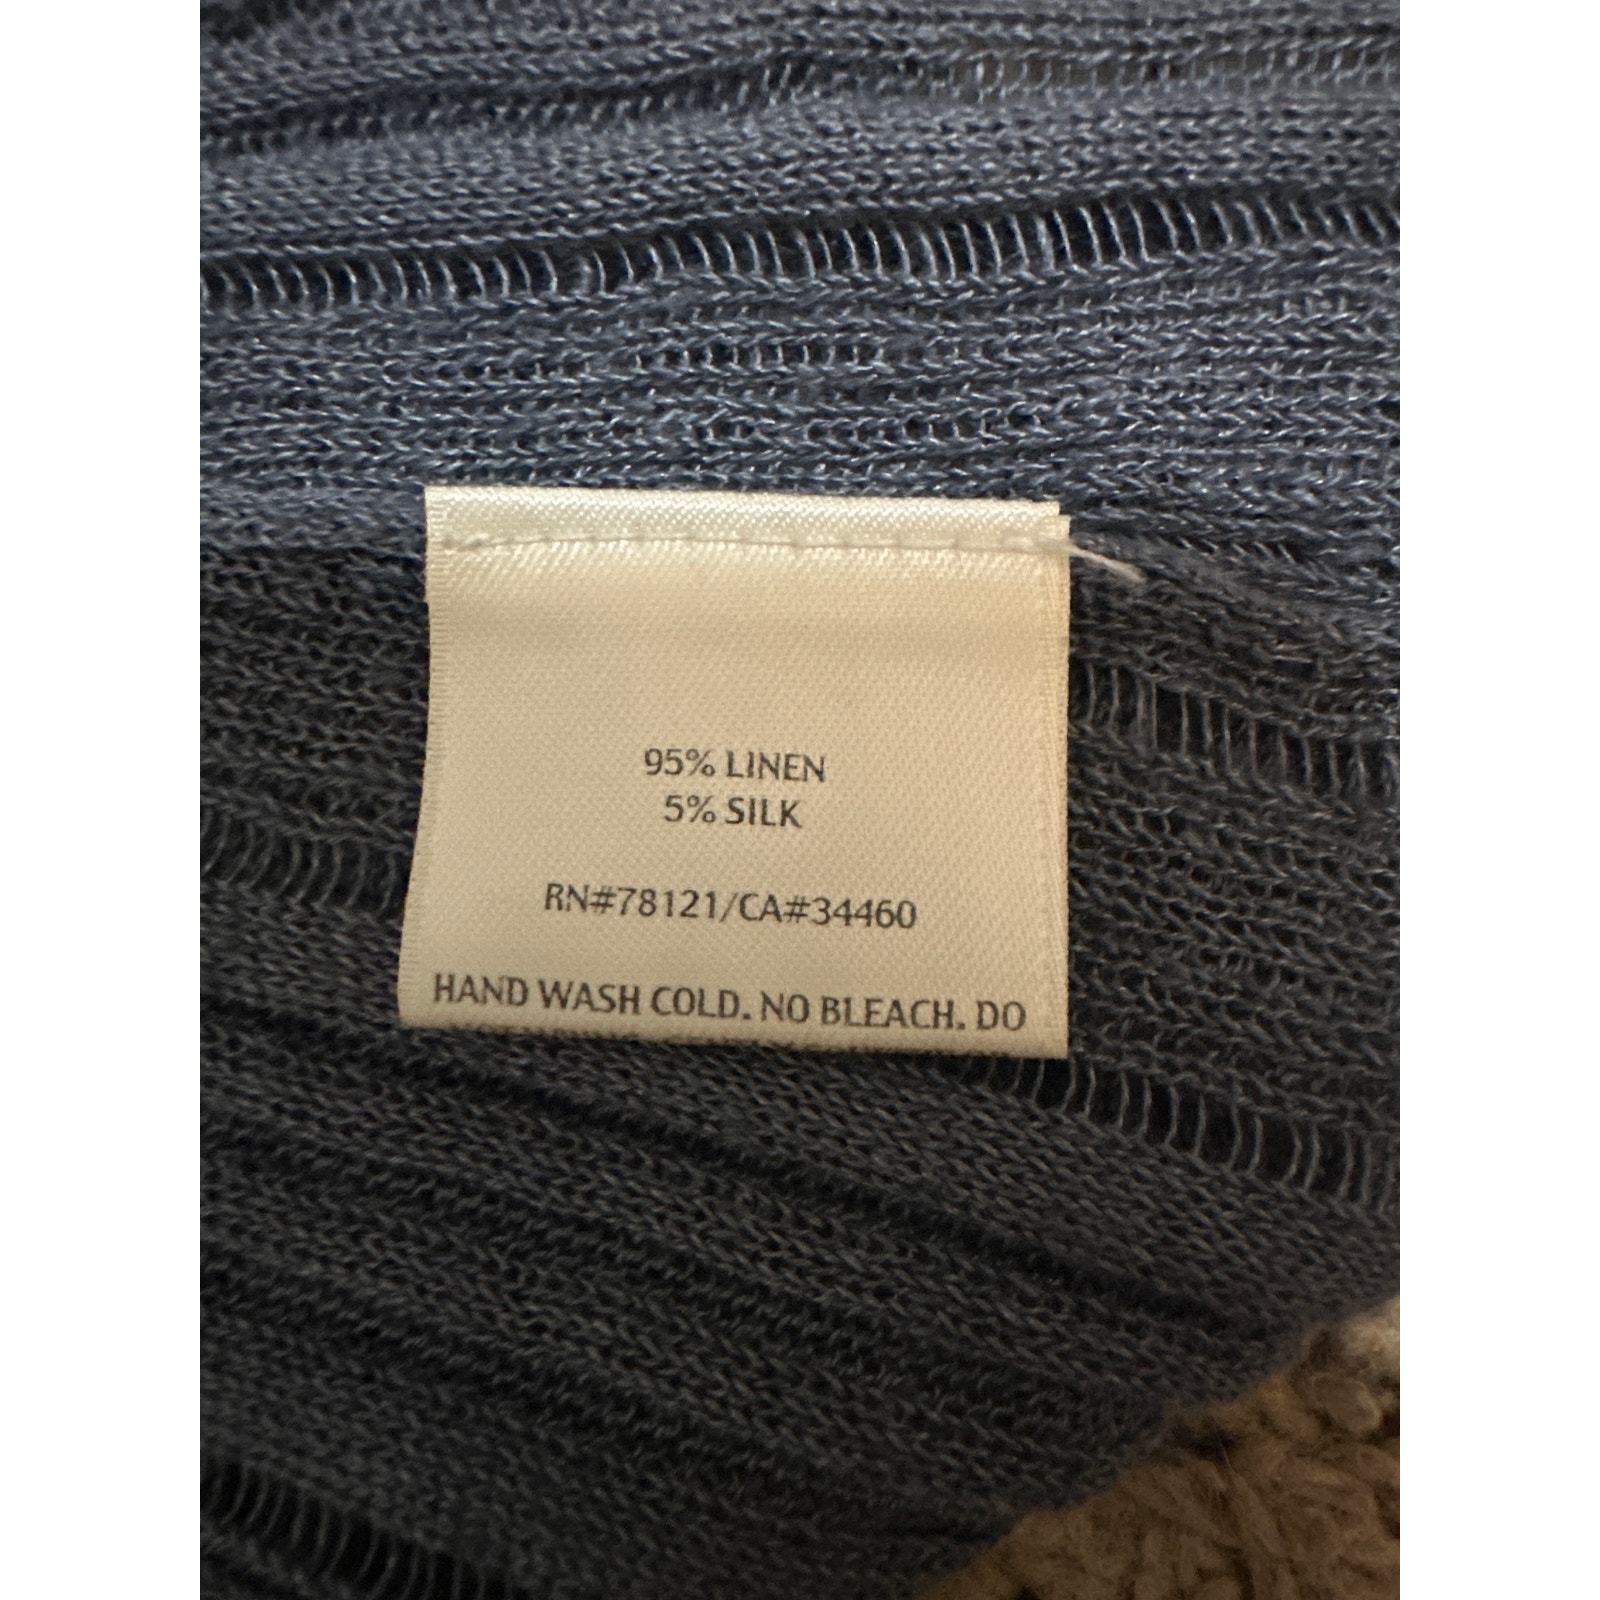 95% LINEN
5% SILK
RN#78121/CA#34460
HAND WASH COLD. NO BLEACH. DO